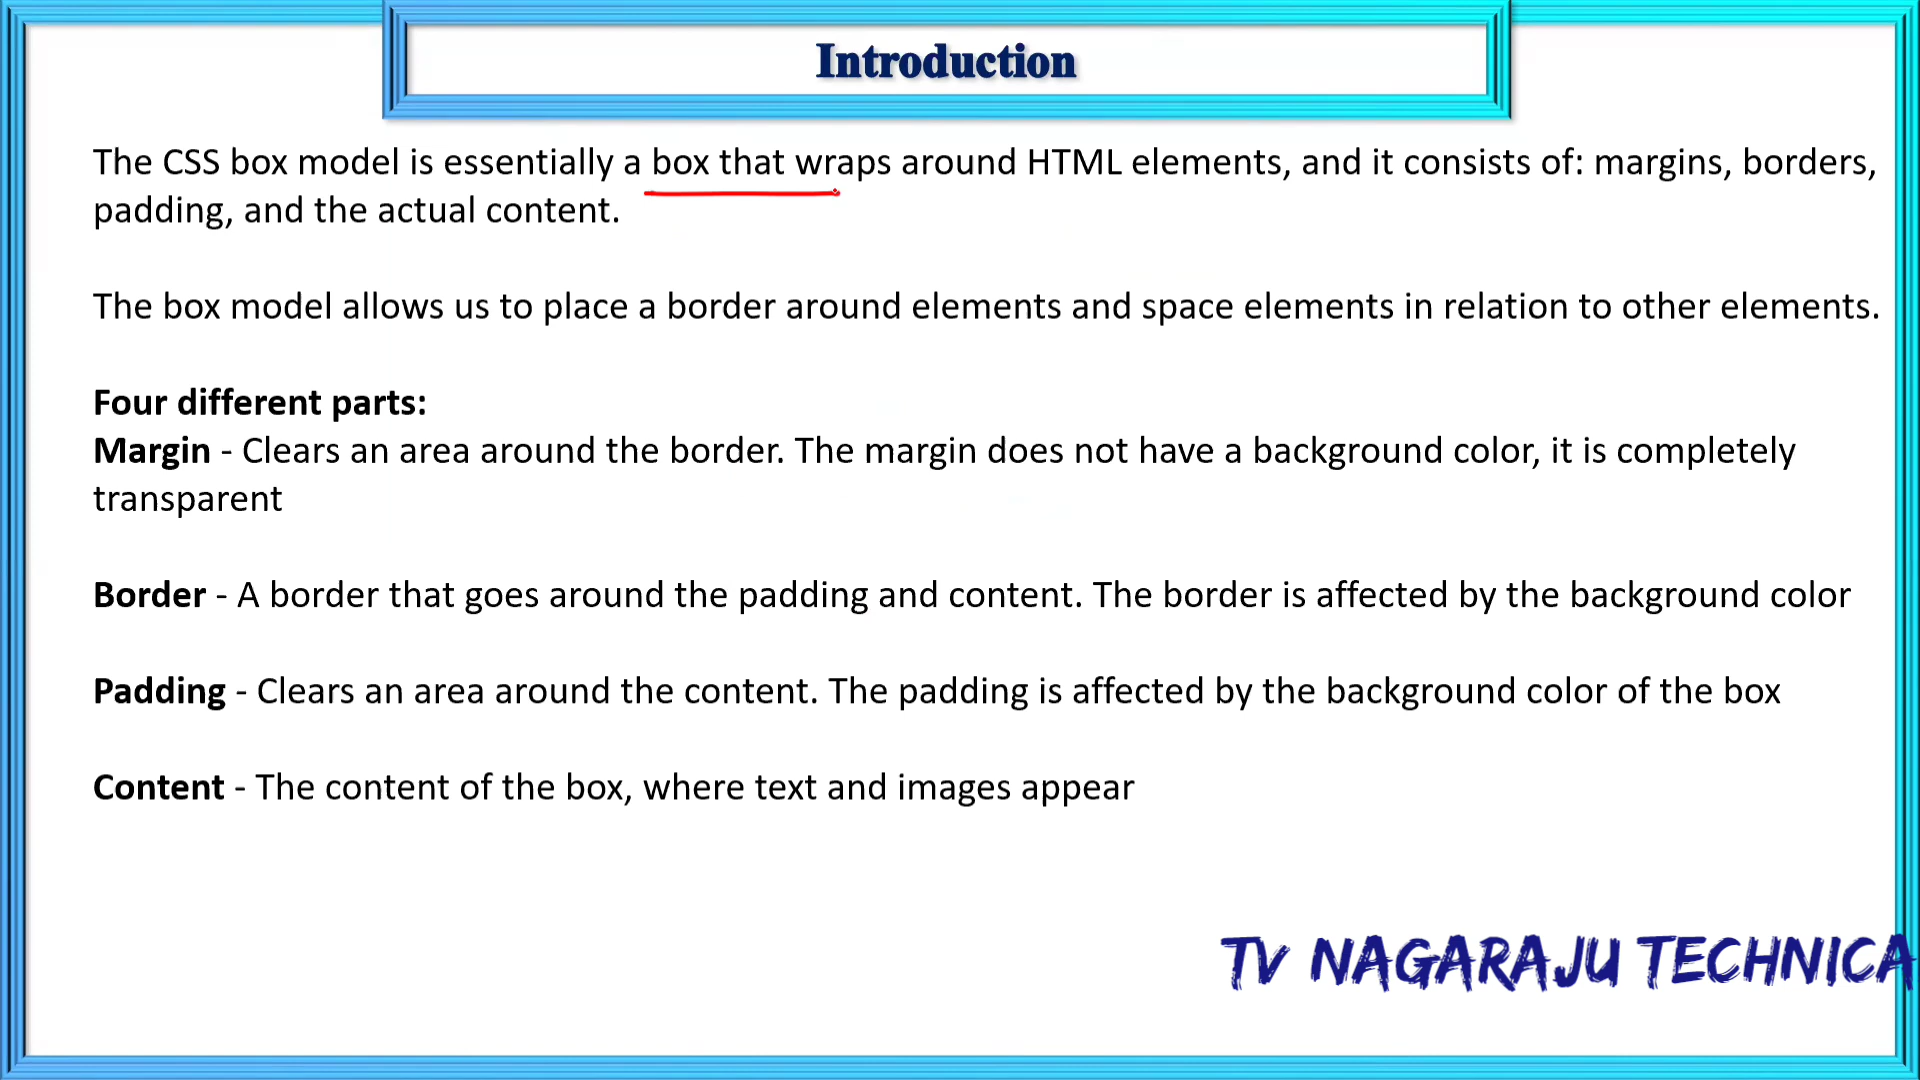 Introduction
The CSS box model is essentially a box that wraps around HTML elements, and it consists of: margins, borders,
padding, and the actual content.
The box model allows us to place a border around elements and space elements in relation to other elements.
Four different parts:
Margin - Clears an area around the border. The margin does not have a background color, it is completely
transparent
Border - A border that goes around the padding and content. The border is affected by the background color
Padding - Clears an area around the content. The padding is affected by the background color of the box
Content - The content of the box, where text and images appear
TV NAGARAJU TECHNICA